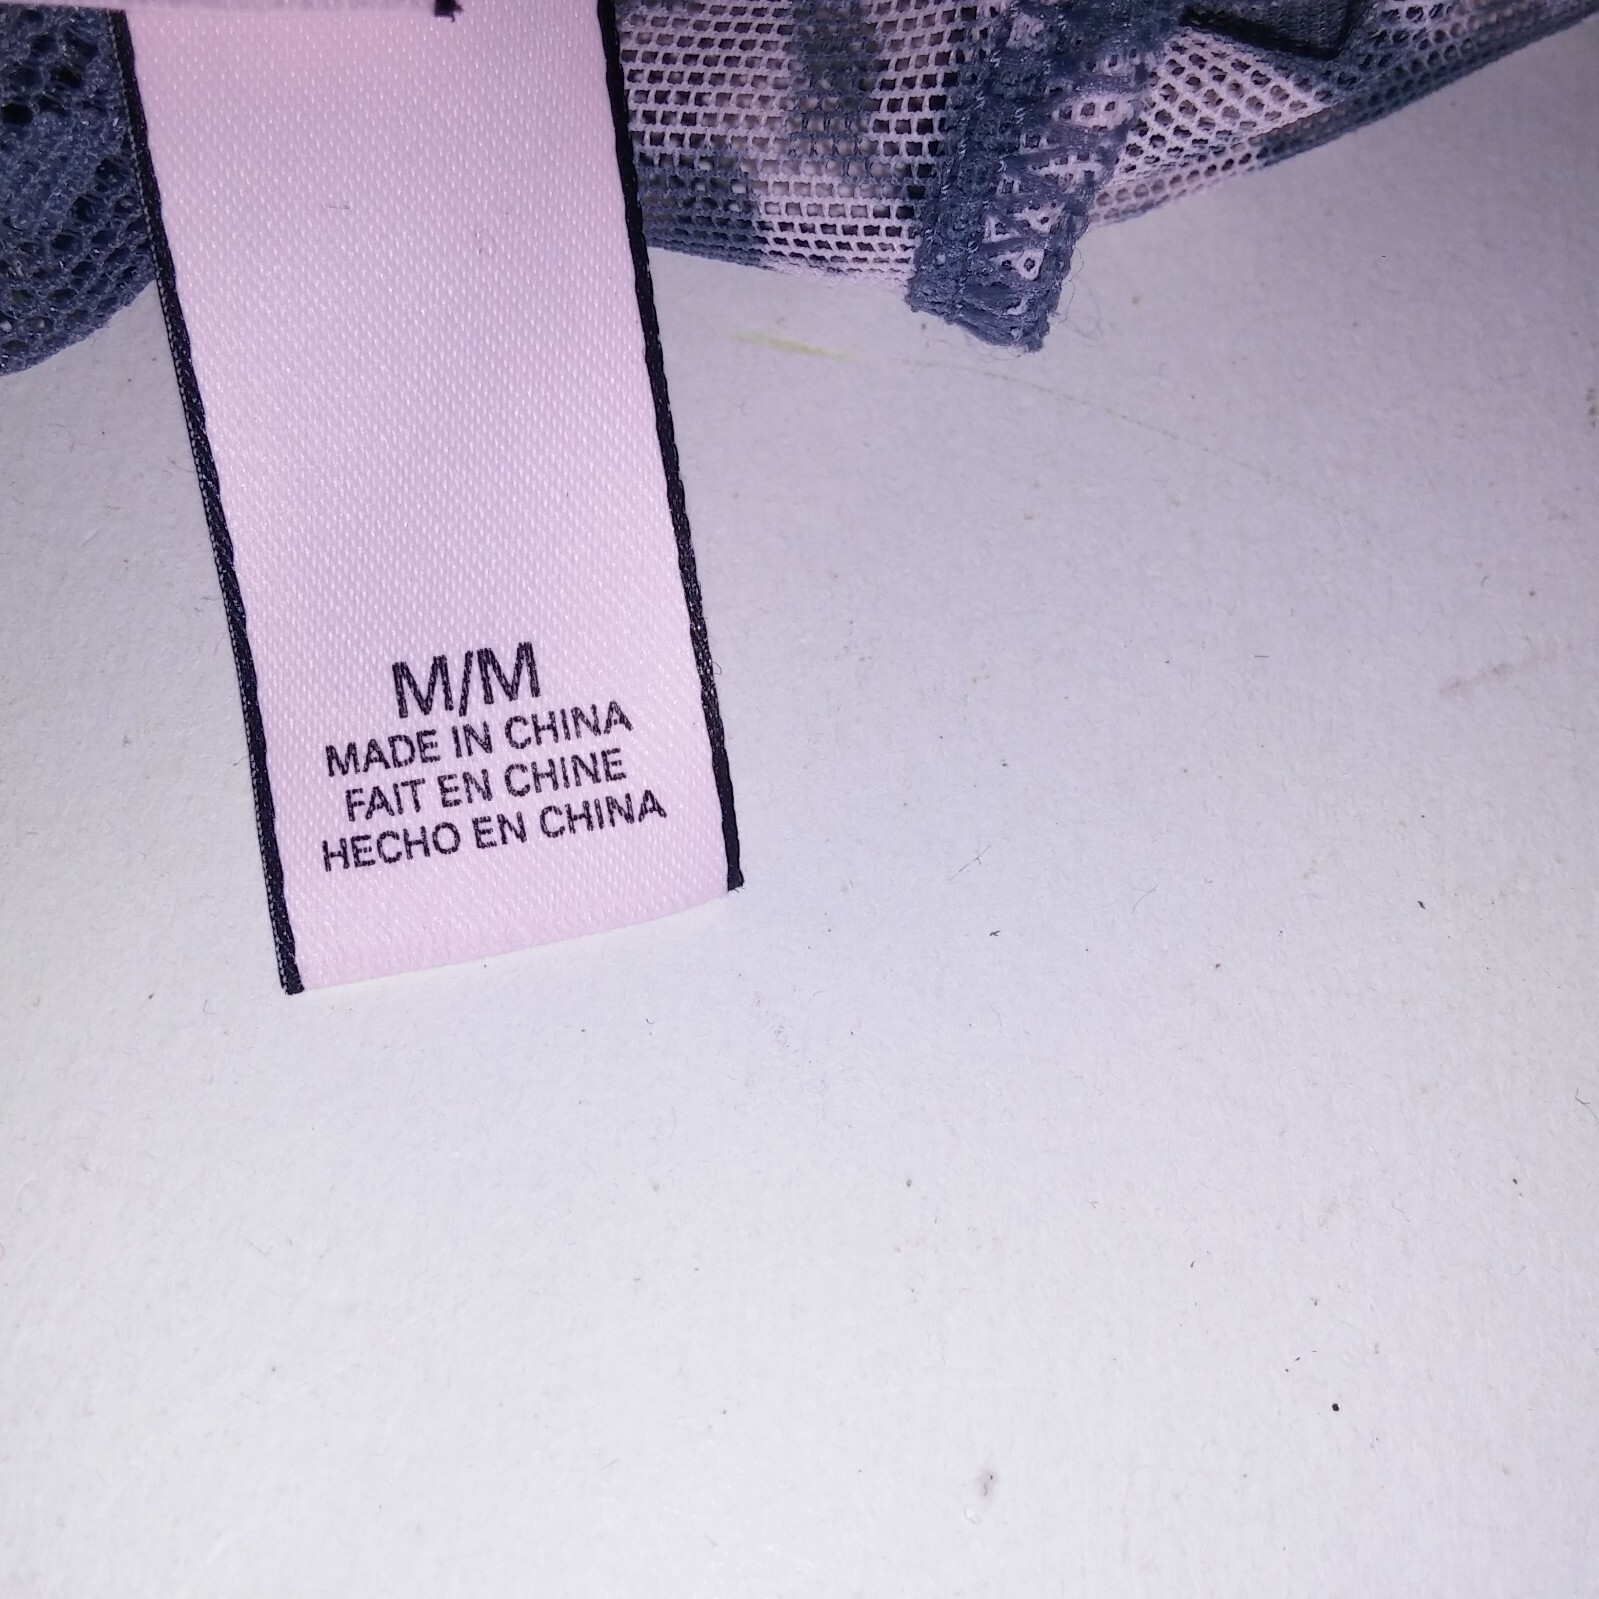 M/M
MADE IN CHINA
FAIT EN CHINE
HECHO EN CHINA